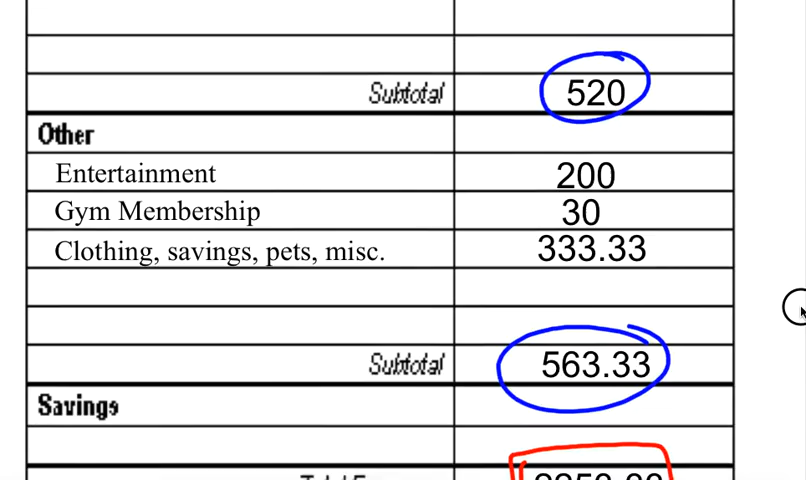 Subtotal 520
Other
Entertainment 200
Gym Membership 30
Clothing, savings, pets, misc. 333.33
Subtotal 563.33
Savings